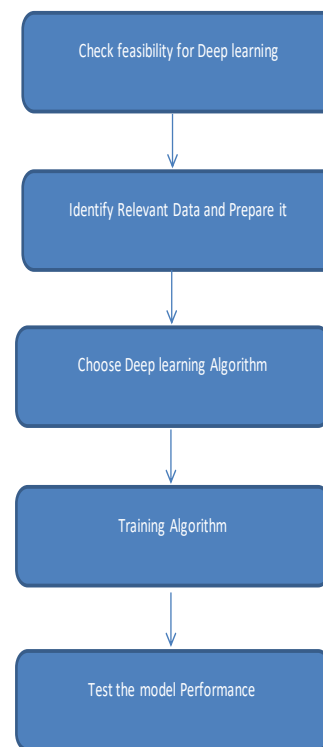 Check feasibility for Deep learning
Identify Relevant Data and Prepare it
Choose Deep learning Algorithm
Training Algorithm
Test the model Performance